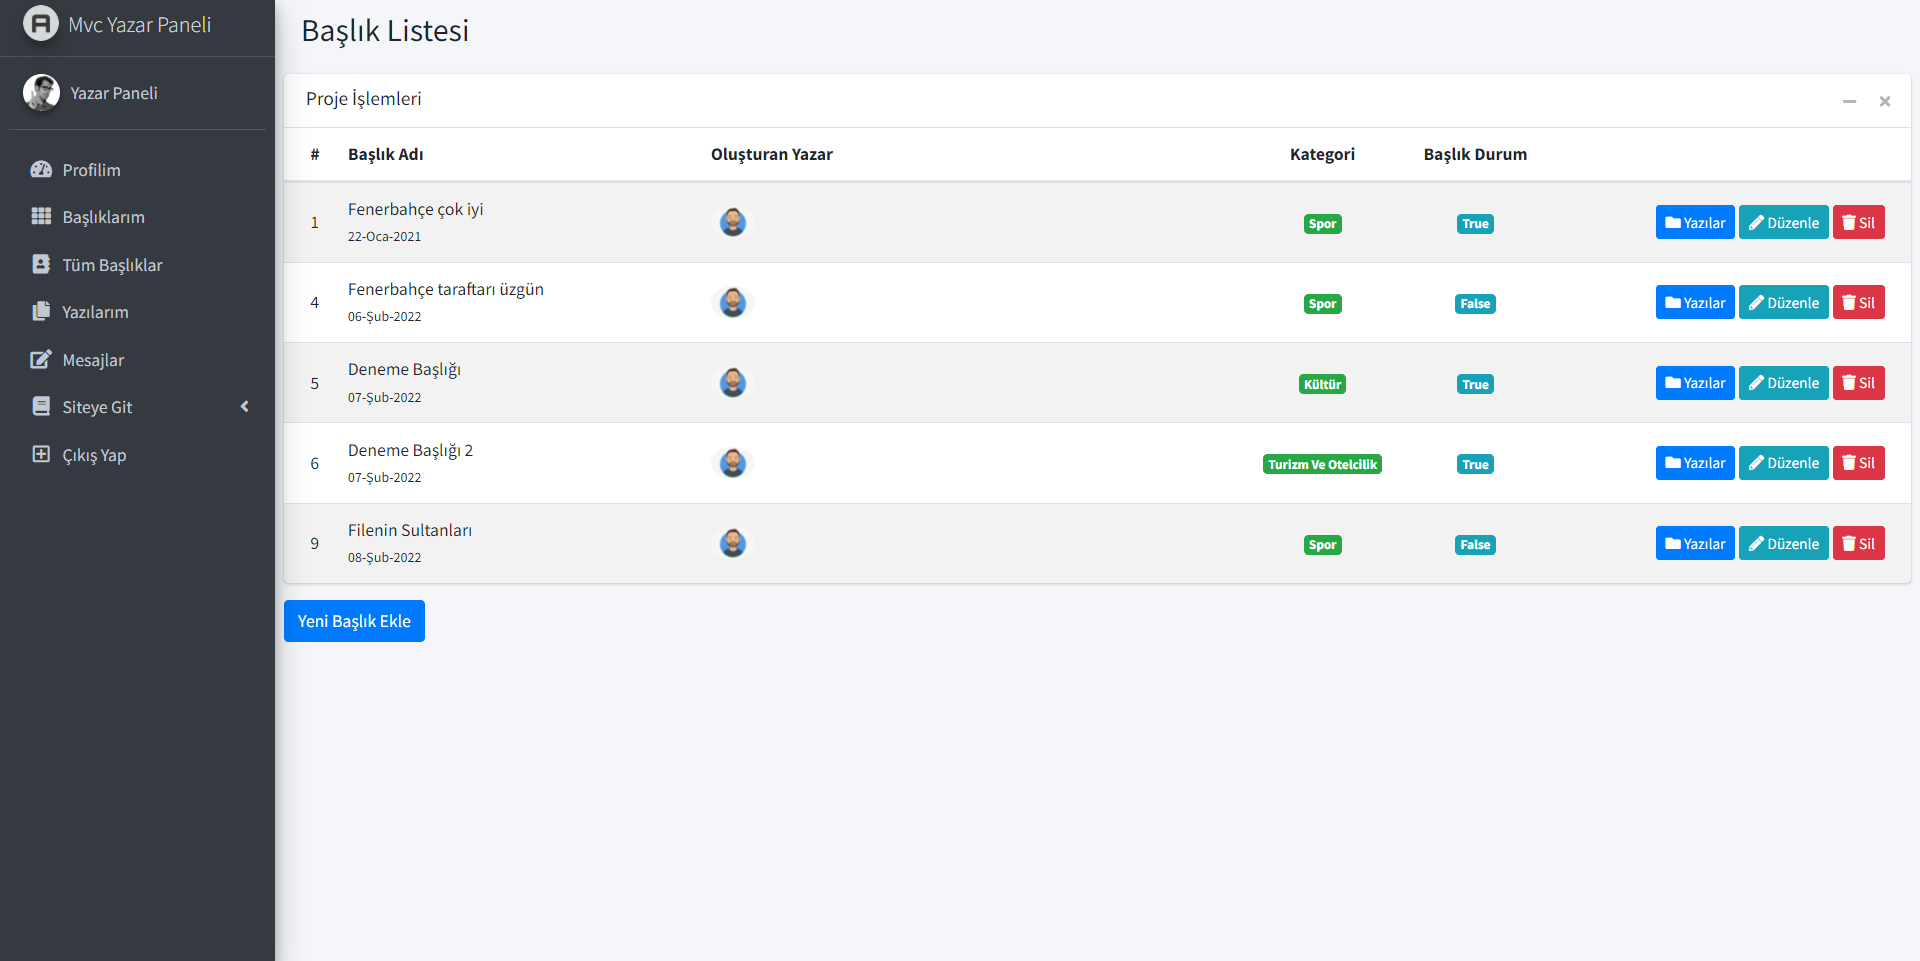 Mvc Yazar Paneli
Yazar Paneli
Profilim
Başlıklarım
Tüm Başlıklar
Yazılarım
Mesajlar
Siteye Git
Çıkış Yap
Başlık Listesi
Proje İşlemleri
# Başlık Adı Oluşturan Yazar Kategori Başlık Durum
1 Fenerbahçe çok iyi Spor True Yazılar Düzenle Sil
22-Oca-2021
4 Fenerbahçe taraftarı üzgün Spor False Yazılar Düzenle Sil
06-Şub-2022
5 Deneme Başlığı Kültür True Yazılar Düzenle Sil
07-Şub-2022
6 Deneme Başlığı 2 Turizm Ve Otelcilik True Yazılar Düzenle Sil
07-Şub-2022
9 Filenin Sultanları Spor False Yazılar Düzenle Sil
08-Şub-2022
Yeni Başlık Ekle